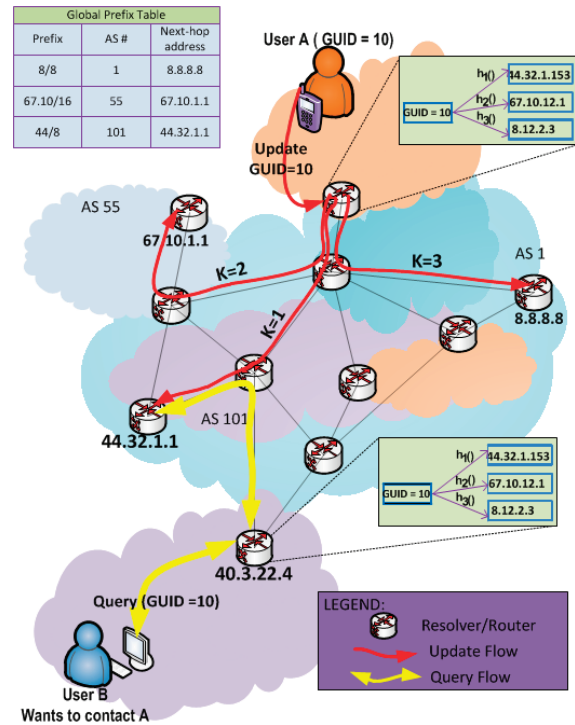 Global Prefix Table
Prefix AS # Next-hop address
8/8 1 8.8.8.8
67.10/16 55 67.10.1.1
44/8 101 44.32.1.1
User A ( GUID = 10)
Update
GUID=10
GUID = 10
h1() 44.32.1.153
h2() 67.10.12.1
h3() 8.12.2.3
AS 55
67.10.1.1
K=2
K=3
K=1
AS 1
8.8.8.8
44.32.1.1
AS 101
40.3.22.4
GUID = 10
h1() 44.32.1.153
h2() 67.10.12.1
h3() 8.12.2.3
Query (GUID =10)
User B
Wants to contact A
LEGEND:
Resolver/Router
Update Flow
Query Flow